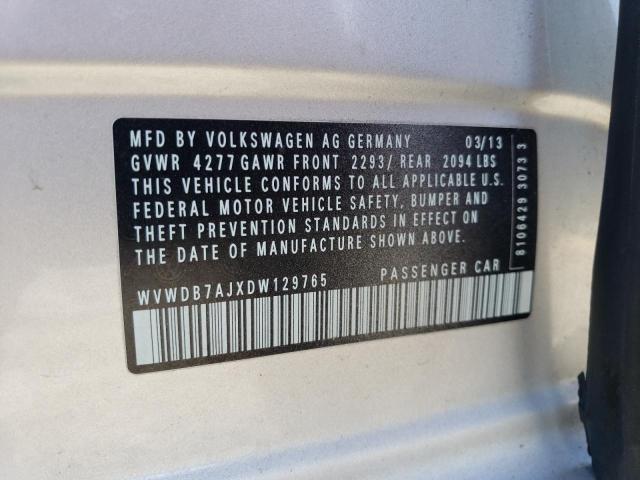 MFD BY VOLKSWAGEN AG GERMANY 03/13
GVWR 4277 GAWR FRONT 2293/ REAR 2094 LBS
THIS VEHICLE CONFORMS TO ALL APPLICABLE U.S.
FEDERAL MOTOR VEHICLE SAFETY, BUMPER AND
THEFT PREVENTION STANDARDS IN EFFECT ON
THE DATE OF MANUFACTURE SHOWN ABOVE.
WVWDB7AJXDW129765 PASSENGER CAR
8106429 3073 3